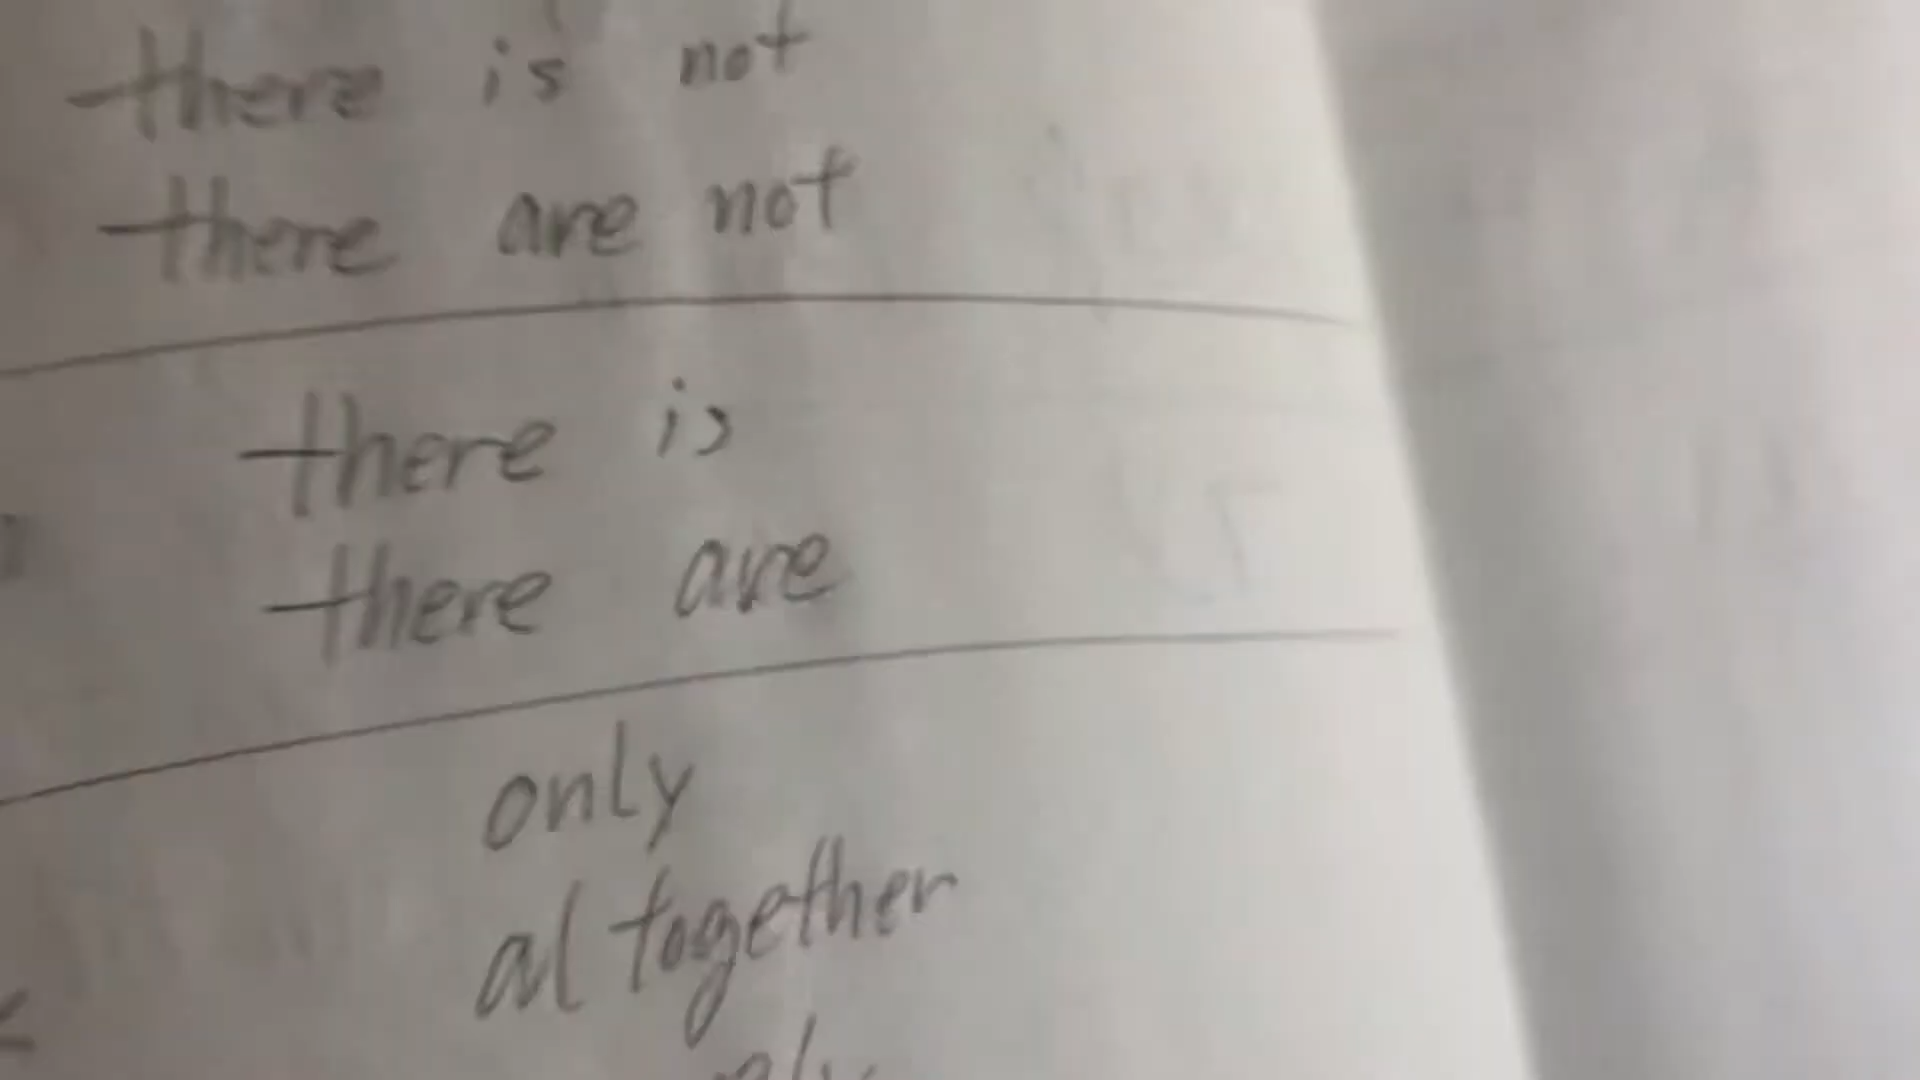 there is not
there are not
there is
there are
only
altogether